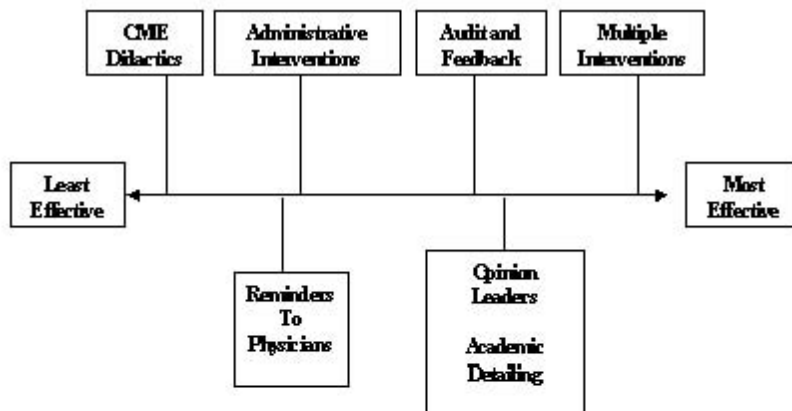 CME
Didactics
Administrative
Interventions
Audit and
Feedback
Multiple
Interventions
Least
Effective
Most
Effective
Reminders
To
Physicians
Opinion
Leaders
Academic
Detailing